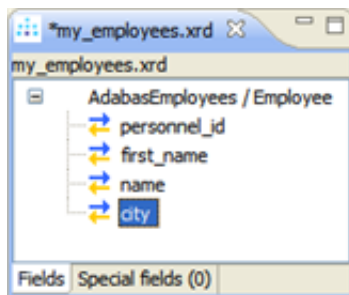 *my_employees.xrd
my_employees.xrd
AdabasEmployees / Employee
personnel_id
first_name
name
city
Fields Special fields (0)